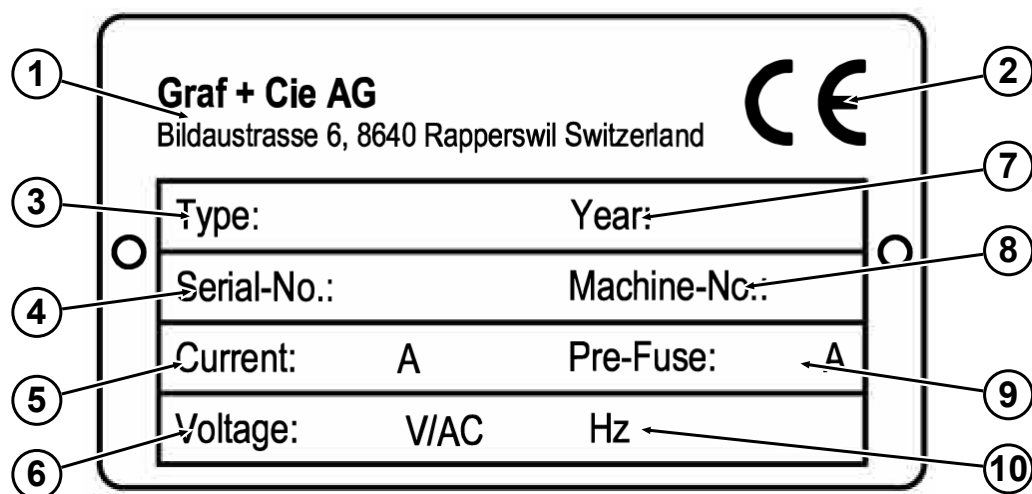 1 Graf + Cie AG 2
Bildaustrasse 6, 8640 Rapperswil Switzerland
CE
3 Type: Year: 7
4 Serial-No.: Machine-No.: 8
5 Current: A Pre-Fuse: A 9
6 Voltage: V/AC Hz 10